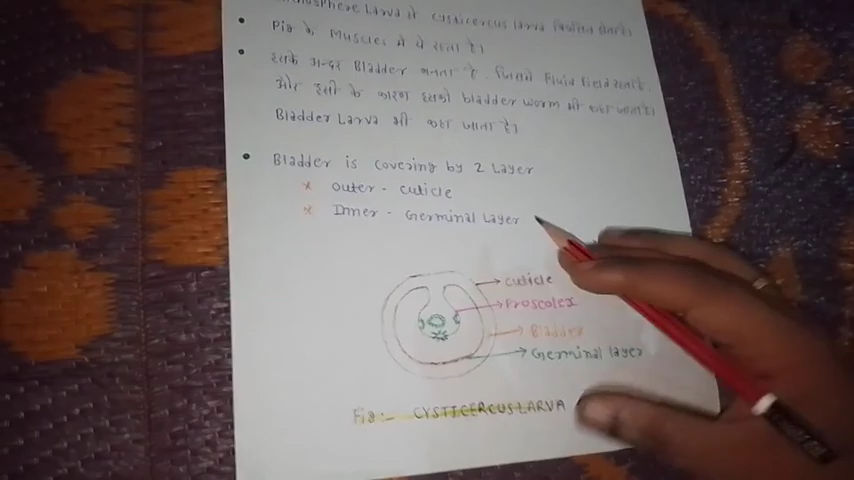 Larva से Cysticercus larva विकसित होता है।
Pig के Muscles में ये रहता है।
इसके अन्दर Bladder बनता है. जिसमें Fluid Field रहता है.
और इसी के कारण इसको bladder worm भी कहा जाता है।
Bladder Larva भी कहा जाता है।
Bladder is covering by 2 Layer
x outer - cuticle
x Inner - Germinal Layer
cuticle
Proscolex
Bladder
Germinal layer
Fig:- CYSTICERCUS LARVA